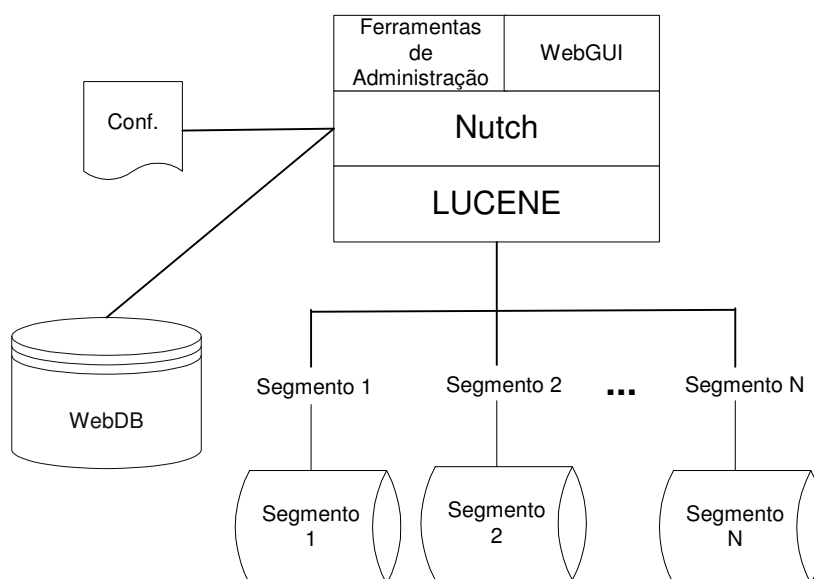 Ferramentas
de
Administração
WebGUI
Conf.
Nutch
LUCENE
WebDB
Segmento 1
Segmento 2
...
Segmento N
Segmento
1
Segmento
2
Segmento
N